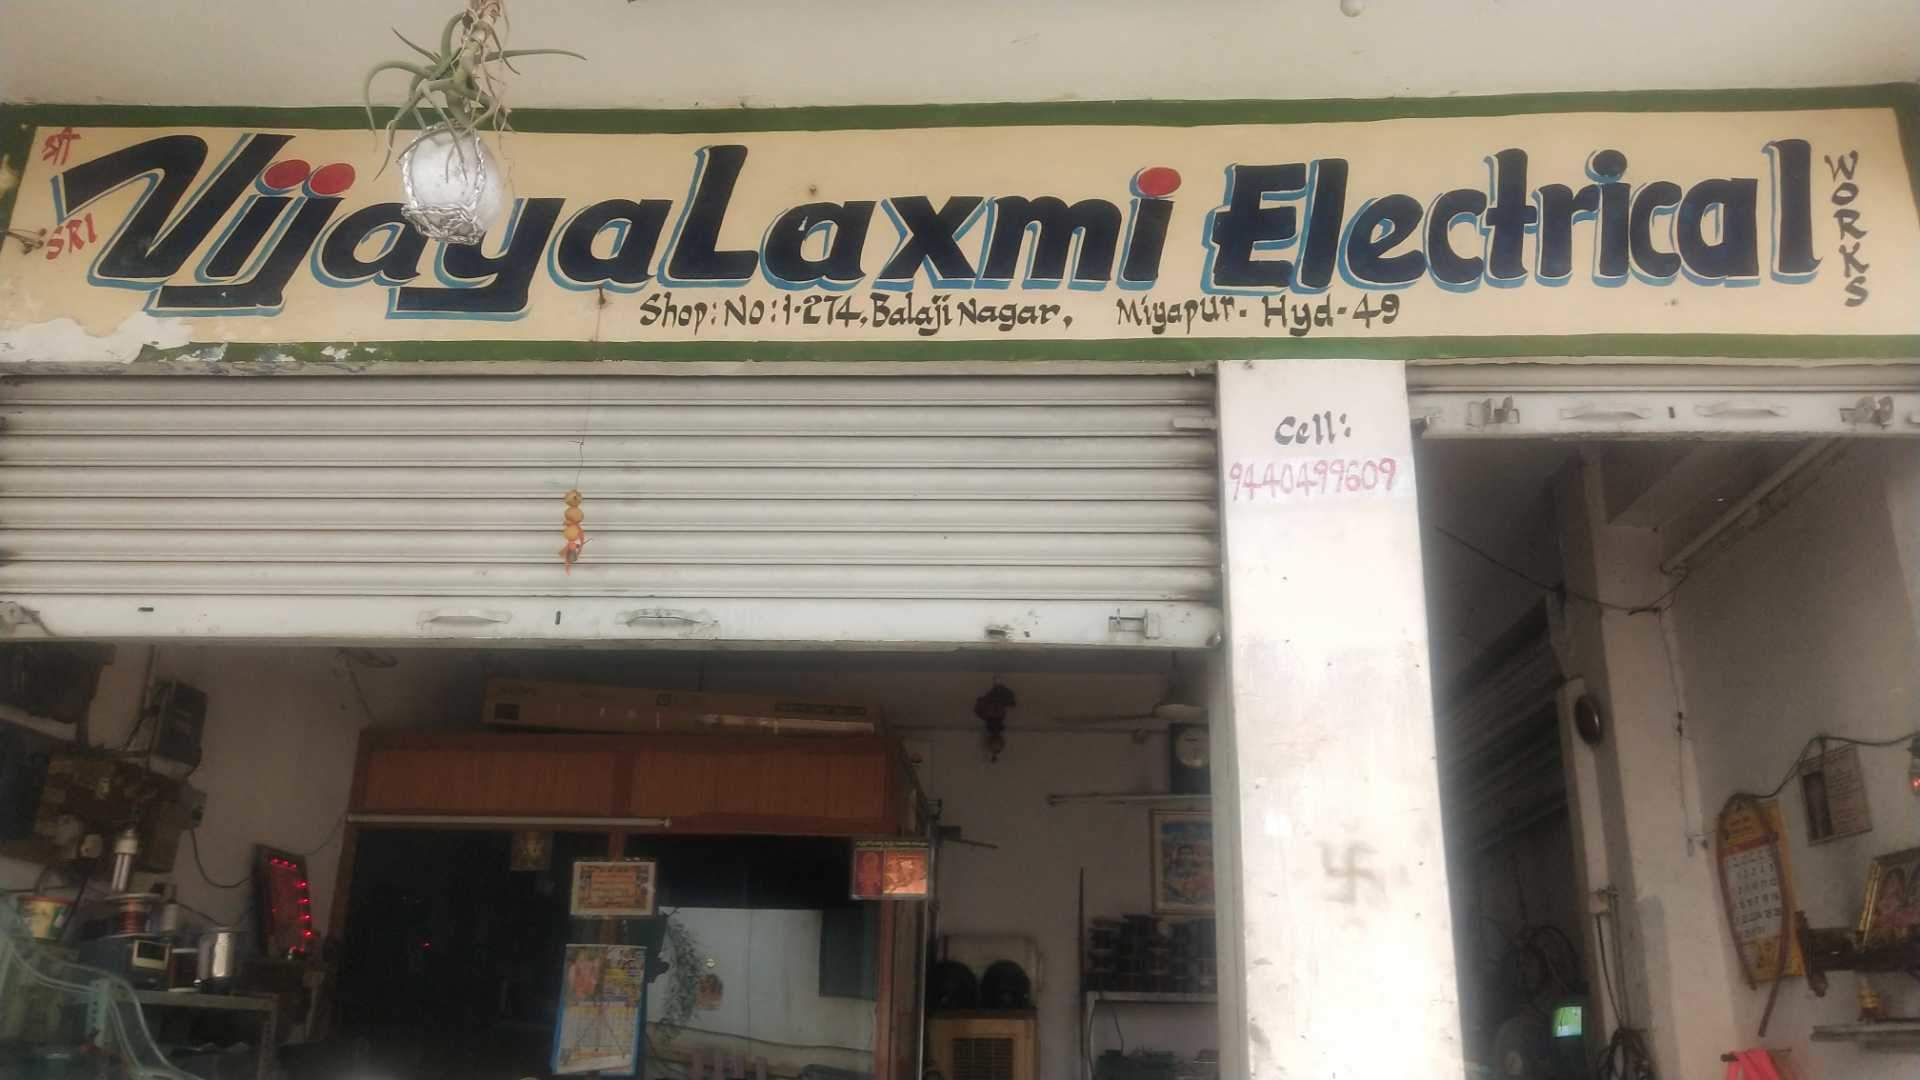 श्री
SRI
VijayaLaxmi Electrical
WORKS
Shop: No: 1-274, Balaji Nagar, Miyapur- Hyd-49
Cell:
9440499609